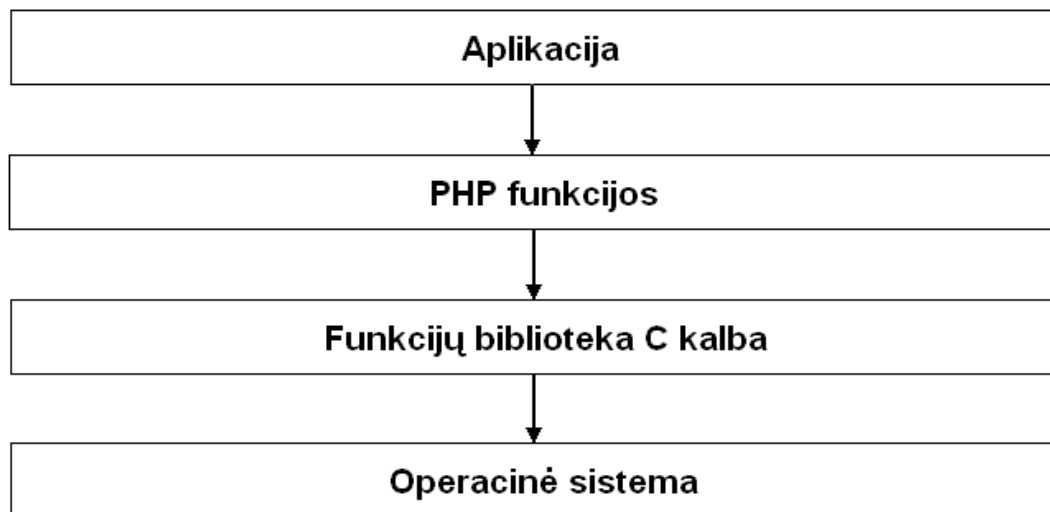 Aplikacija
PHP funkcijos
Funkcijų biblioteka C kalba
Operacinė sistema